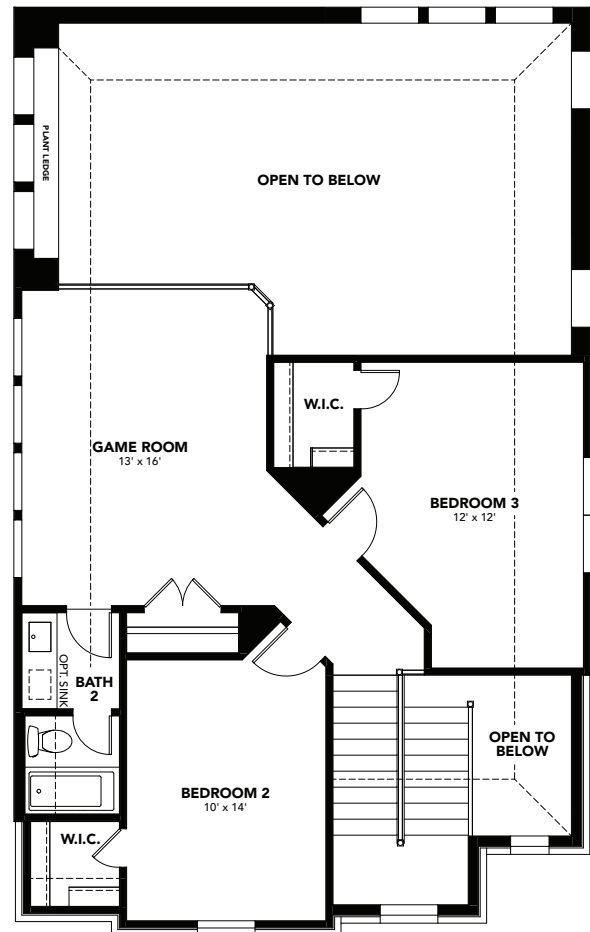 PLANT LEDGE
OPEN TO BELOW
W.I.C.
GAME ROOM
13' x 16'
BEDROOM 3
12' x 12'
OPT. SINK
BATH
2
OPEN TO
BELOW
BEDROOM 2
10' x 14'
W.I.C.